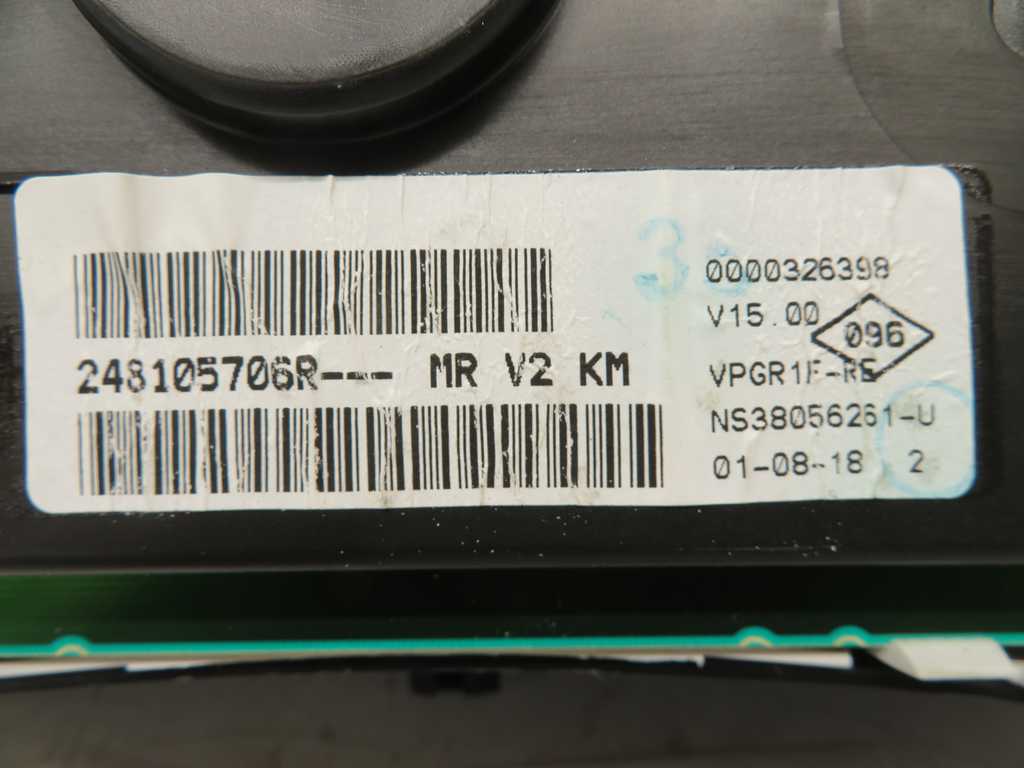 3
0000326398
V15.00
096
248105706R--- MR V2 KM
VPGR1F-RE
NS38056261-U
01-08-18 2